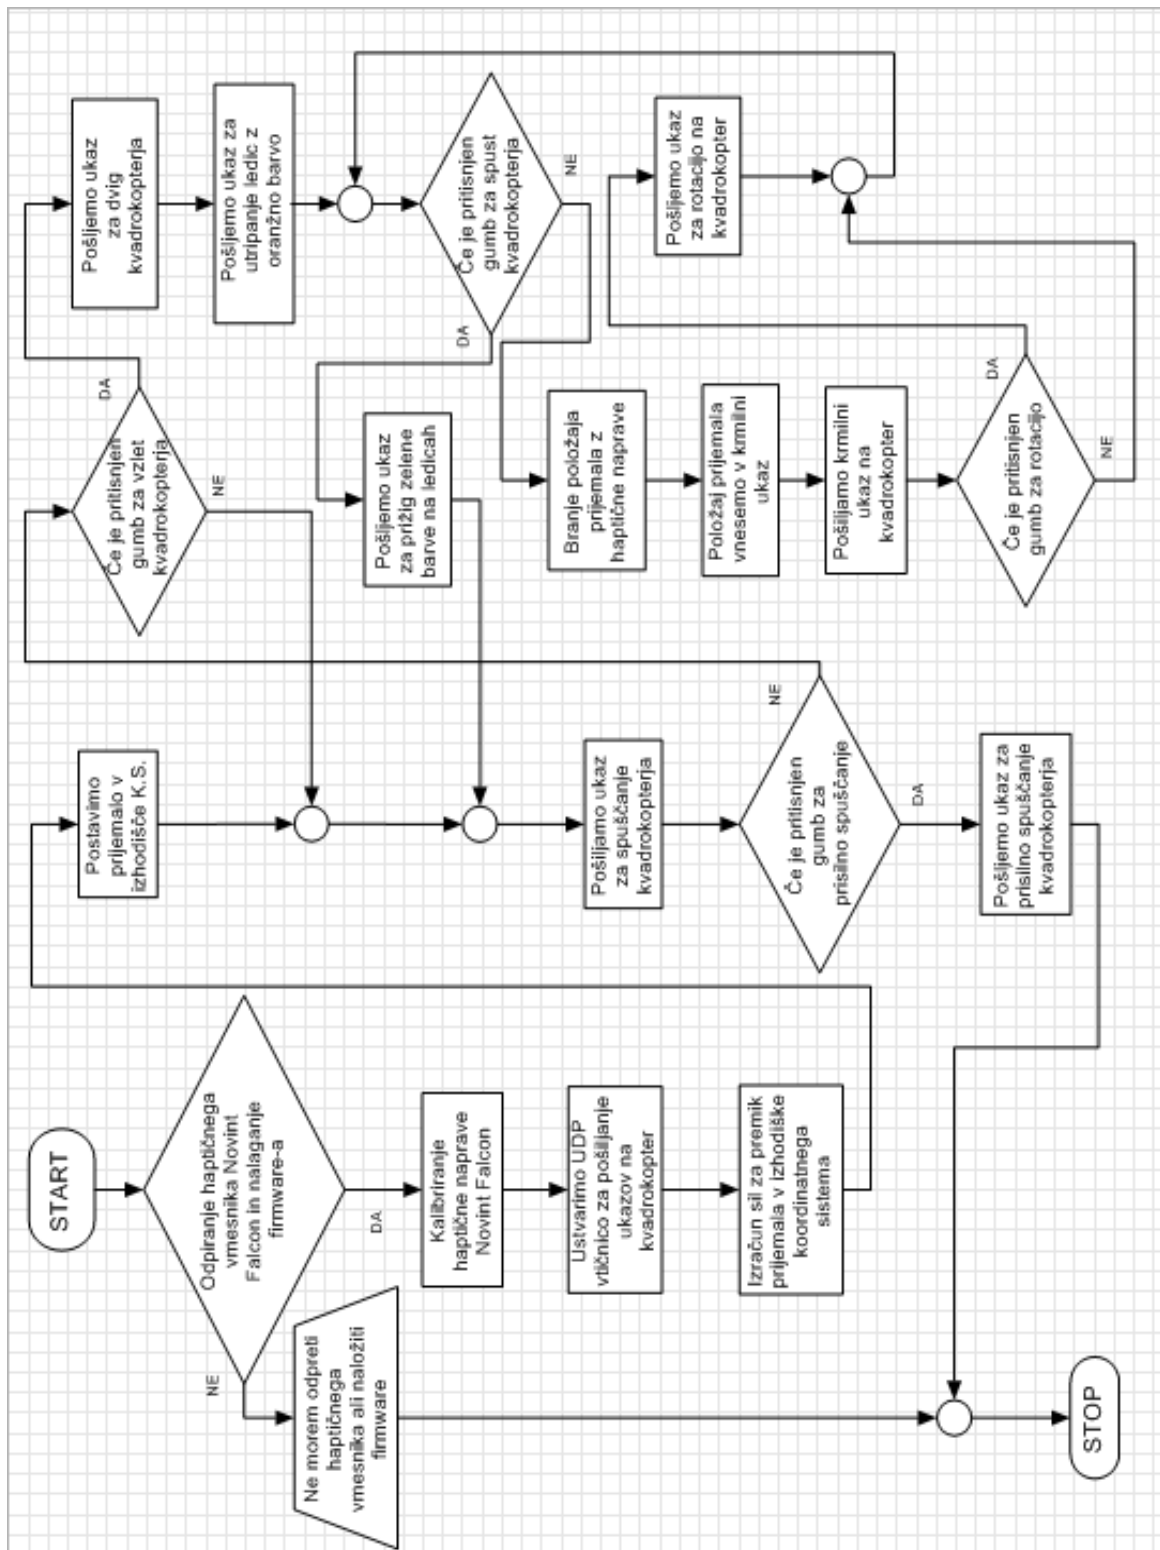 START
Odpiranje haptičnega
vmesnika Novint
Falcon in nalaganje
firmware-a
NE
DA
Ne morem odpreti
haptičnega
vmesnika ali naložiti
firmware
Kalibriranje
haptične naprave
Novint Falcon
Ustvarimo UDP
vtičnico za pošiljanje
ukazov na
kvadrokopter
Izračun sil za premik
prijemala v izhodiške
koordinatnega
sistema
STOP
Postavimo
prijemalo v
izhodišče K.S.
Pošiljamo ukaz
za spuščanje
kvadrokopterja
Če je pritisnjen
gumb za
prisilno spuščanje
NE
DA
Pošljemo ukaz za
prisilno spuščanje
kvadrokopterja
Če je pritisnjen
gumb za vzlet
kvadrokopterja
DA
NE
Pošljemo ukaz
za dvig
kvadrokopterja
Pošljemo ukaz za
utripanje ledic z
oranžno barvo
Če je pritisnjen
gumb za spust
kvadrokopterja
DA
NE
Pošljemo ukaz
za prižig zelene
barve na ledicah
Branje položaja
prijemala z
haptične naprave
Položaj prijemala
vnesemo v krmilni
ukaz
Pošiljamo krmilni
ukaz na
kvadrokopter
Če je pritisnjen
gumb za rotacijo
DA
NE
Pošljemo ukaz
za rotacijo na
kvadrokopter